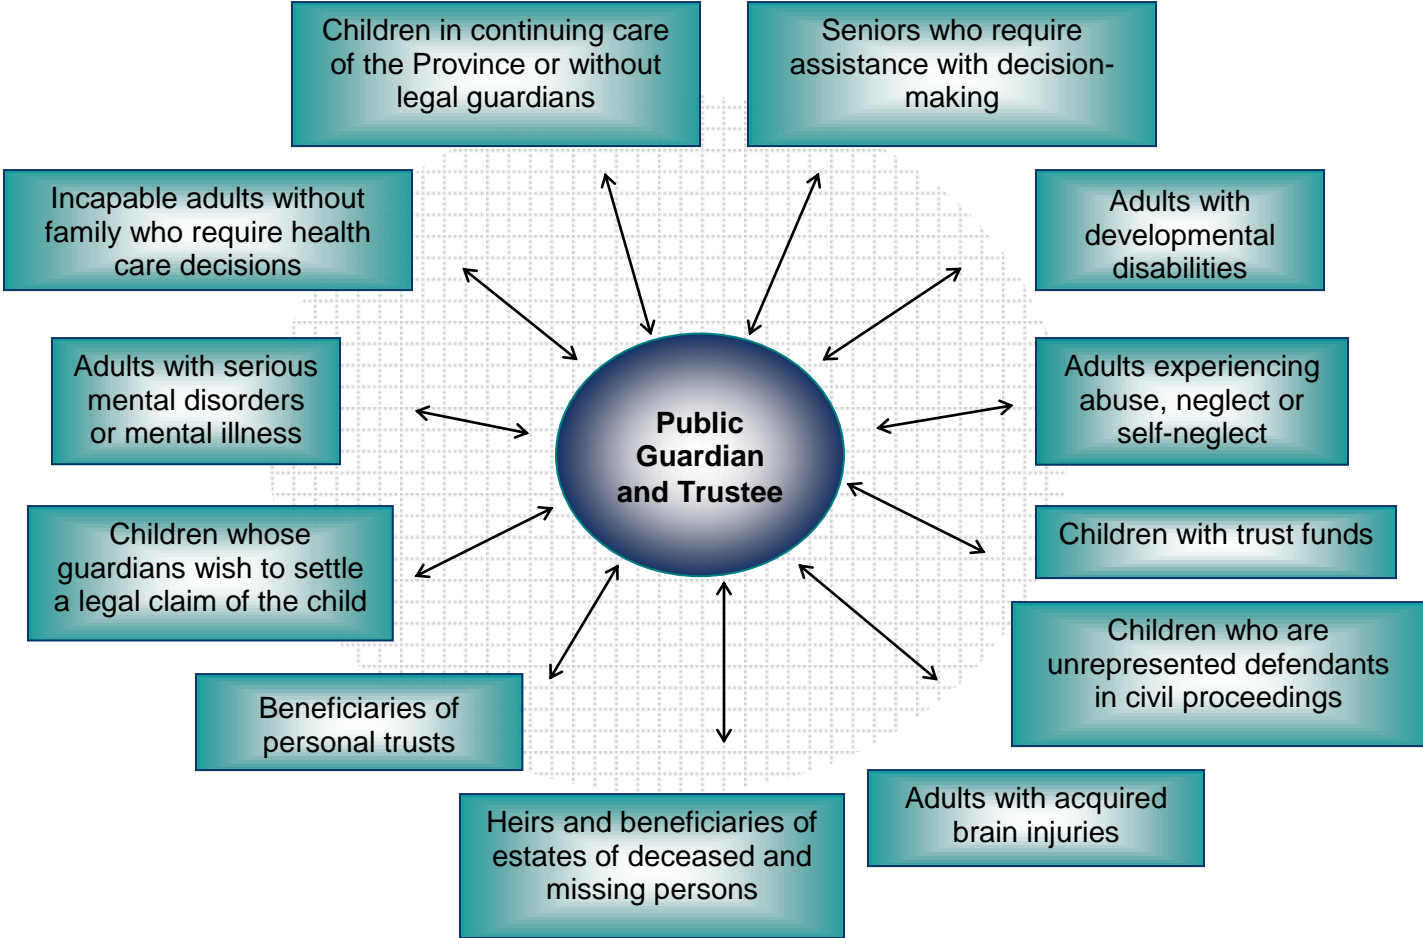 Children in continuing care
of the Province or without
legal guardians
Seniors who require
assistance with decision-
making
Incapable adults without
family who require health
care decisions
Adults with
developmental
disabilities
Adults with serious
mental disorders
or mental illness
Public
Guardian
and Trustee
Adults experiencing
abuse, neglect or
self-neglect
Children whose
guardians wish to settle
a legal claim of the child
Children with trust funds
Children who are
unrepresented defendants
in civil proceedings
Beneficiaries of
personal trusts
Adults with acquired
brain injuries
Heirs and beneficiaries of
estates of deceased and
missing persons